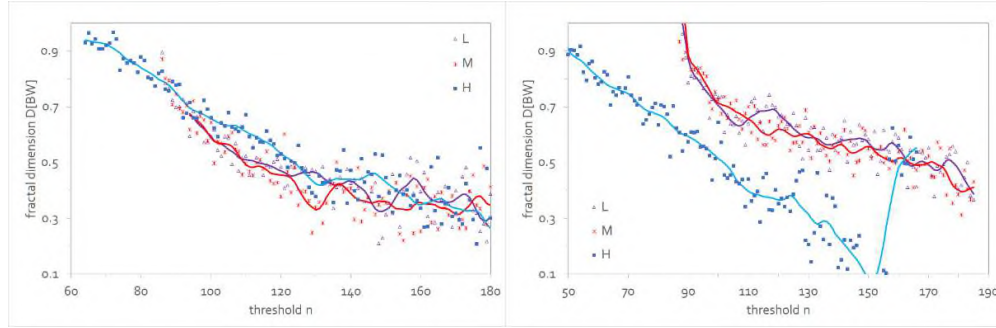 fractal dimension D[BW]
0.9
0.7
0.5
0.3
0.1
L
M
H
60 80 100 120 140 160 180
threshold n
fractal dimension D[BW]
0.9
0.7
0.5
0.3
0.1
L
M
H
50 70 90 110 130 150 170 190
threshold n